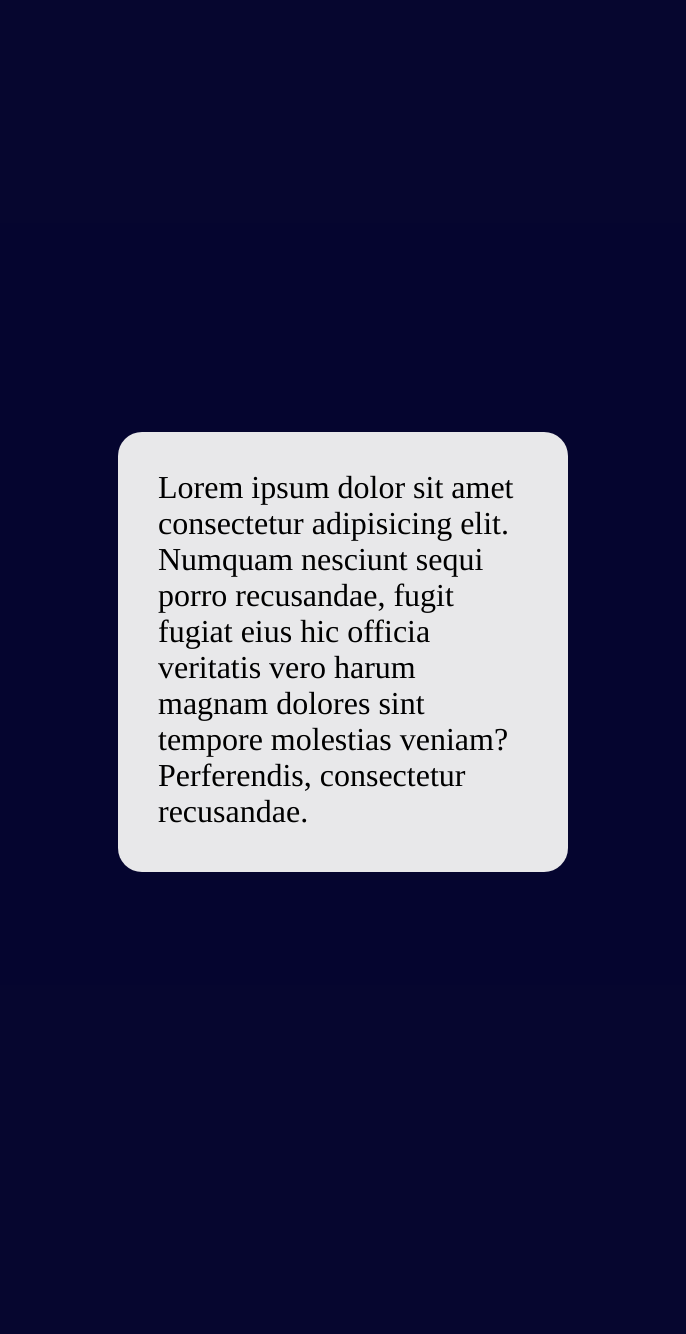 Lorem ipsum dolor sit amet
consectetur adipisicing elit.
Numquam nesciunt sequi
porro recusandae, fugit
fugiat eius hic officia
veritatis vero harum
magnam dolores sint
tempore molestias veniam?
Perferendis, consectetur
recusandae.